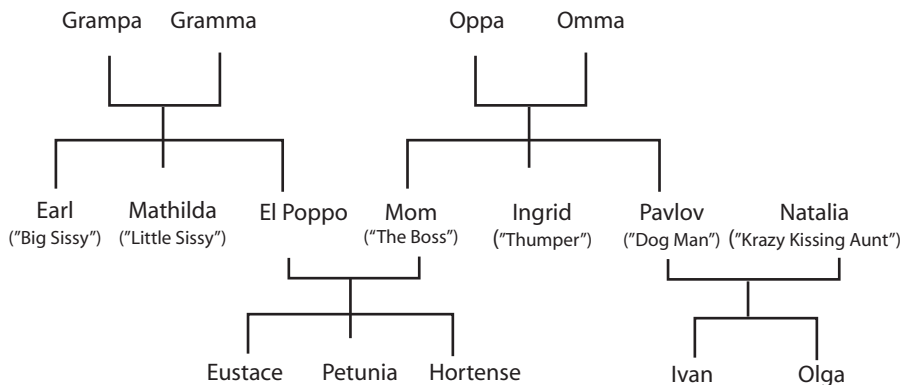 Grampa Gramma Oppa Omma
Earl Mathilda El Poppo Mom Ingrid Pavlov Natalia
(”Big Sissy”) (”Little Sissy”) (“The Boss”) (”Thumper”) (”Dog Man”) (”Krazy Kissing Aunt”)
Eustace Petunia Hortense Ivan Olga